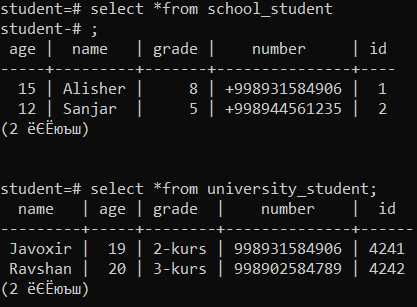 student=# select *from school_student
student-# ;
 age |  name   | grade |    number     | id
-----+---------+-------+---------------+----
  15 | Alisher |     8 | +998931584906 |  1
  12 | Sanjar  |     5 | +998944561235 |  2
(2 ёЄЁюъш)
student=# select *from university_student;
  name   | age | grade  |    number    |  id
---------+-----+--------+--------------+------
 Javoxir |  19 | 2-kurs | 998931584906 | 4241
 Ravshan |  20 | 3-kurs | 998902584789 | 4242
(2 ёЄЁюъш)